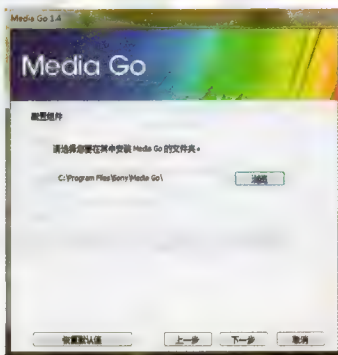 Media Go 1.4
Media Go
配置组件
请选择您要在其中安装 Media Go 的文件夹。
C:\Program Files\Sony\Media Go\
浏览
恢复默认值
上一步
下一步
取消